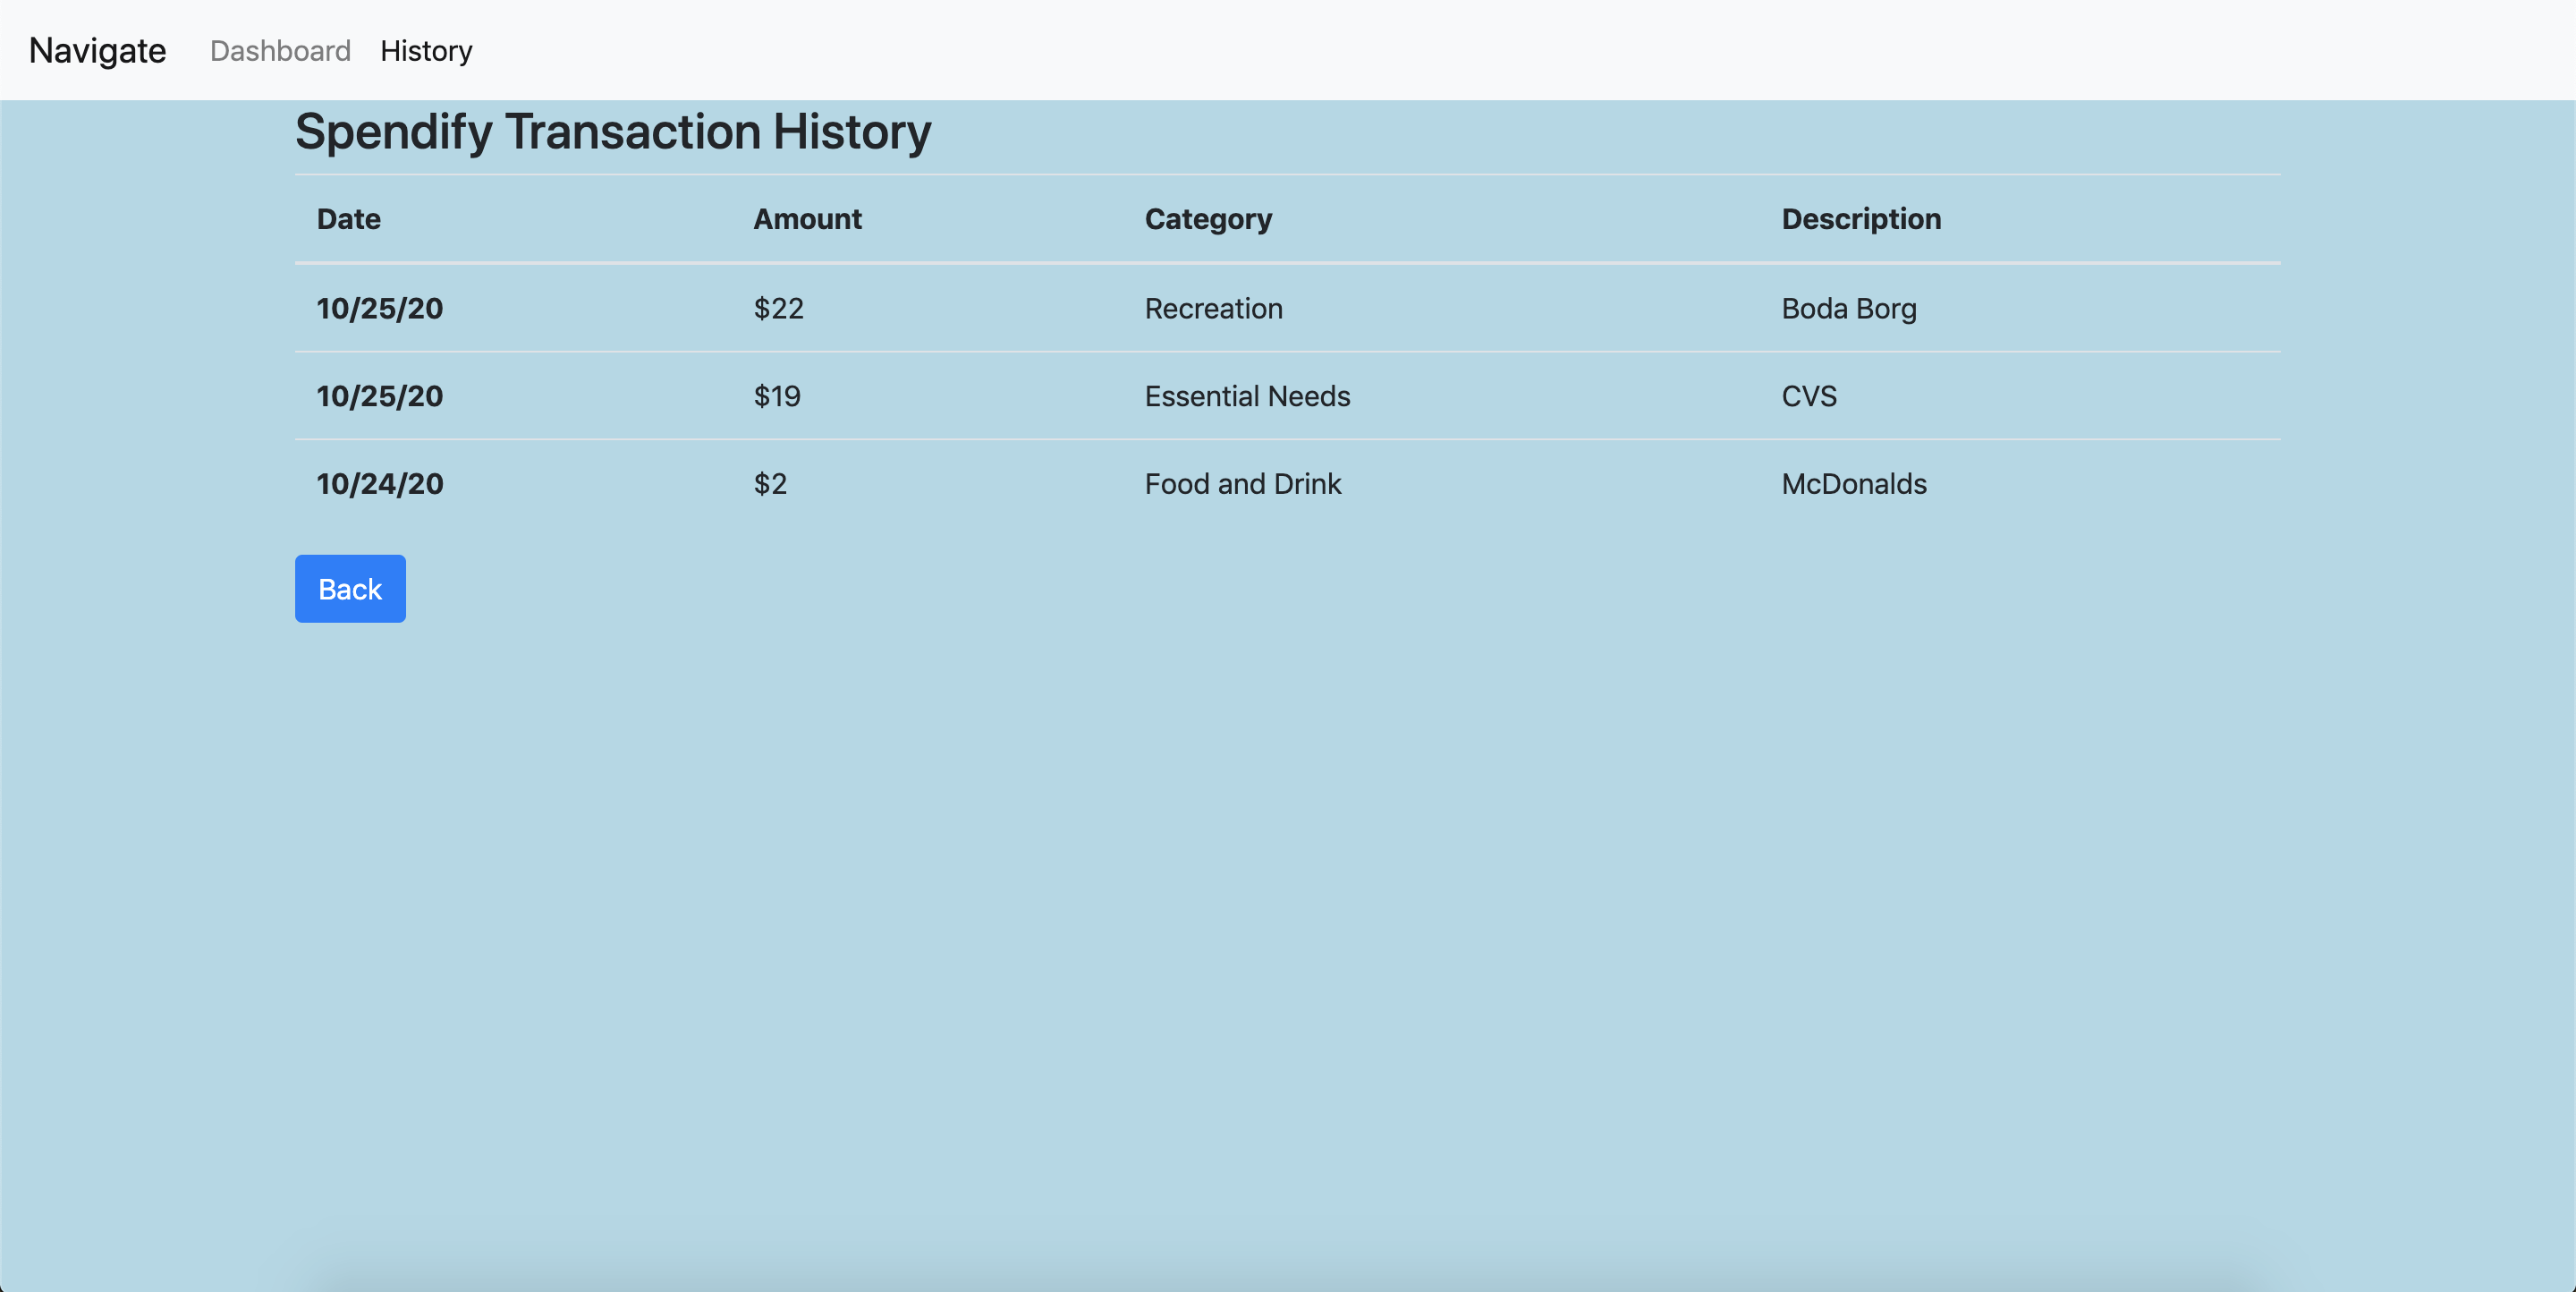 Navigate Dashboard History
Spendify Transaction History
Date Amount Category Description
10/25/20 $22 Recreation Boda Borg
10/25/20 $19 Essential Needs CVS
10/24/20 $2 Food and Drink McDonalds
Back